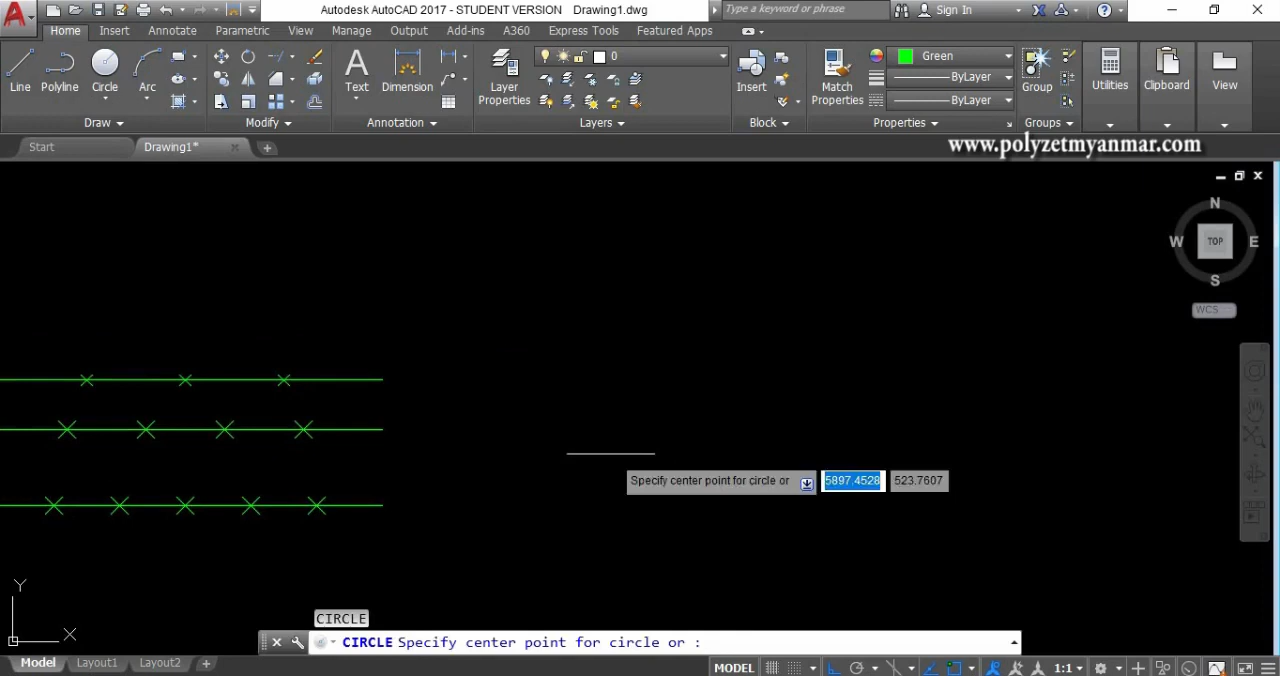 Autodesk AutoCAD 2017 - STUDENT VERSION Drawing1.dwg
Type a keyword or phrase
Sign In
Home Insert Annotate Parametric View Manage Output Add-ins A360 Express Tools Featured Apps
Line Polyline Circle Arc
Text Dimension
Layer Properties
0
Insert
Match Properties
Green
ByLayer
ByLayer
Group
Utilities
Clipboard
View
Draw Modify Annotation Layers Block Properties Groups
Start Drawing1* +
www.polyzetmyanmar.com
N
W TOP E
S
WCS
Specify center point for circle or 5897.4528 523.7607
Y
X
CIRCLE
CIRCLE Specify center point for circle or :
Model Layout1 Layout2 +
MODEL 1:1